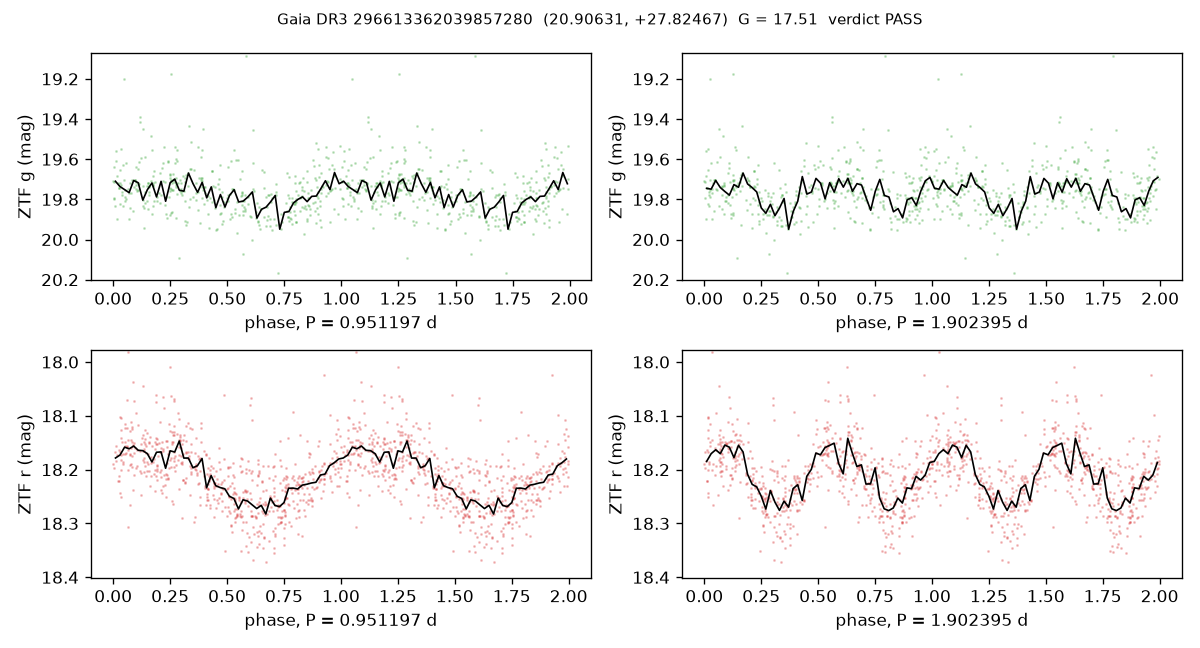 Gaia DR3 296613362039857280 (20.90631, +27.82467) G = 17.51 verdict PASS
ZTF g (mag)
19.2
19.4
19.6
19.8
20.0
20.2
0.00 0.25 0.50 0.75 1.00 1.25 1.50 1.75 2.00
phase, P = 0.951197 d
ZTF g (mag)
19.2
19.4
19.6
19.8
20.0
20.2
0.00 0.25 0.50 0.75 1.00 1.25 1.50 1.75 2.00
phase, P = 1.902395 d
ZTF r (mag)
18.0
18.1
18.2
18.3
18.4
0.00 0.25 0.50 0.75 1.00 1.25 1.50 1.75 2.00
phase, P = 0.951197 d
ZTF r (mag)
18.0
18.1
18.2
18.3
18.4
0.00 0.25 0.50 0.75 1.00 1.25 1.50 1.75 2.00
phase, P = 1.902395 d